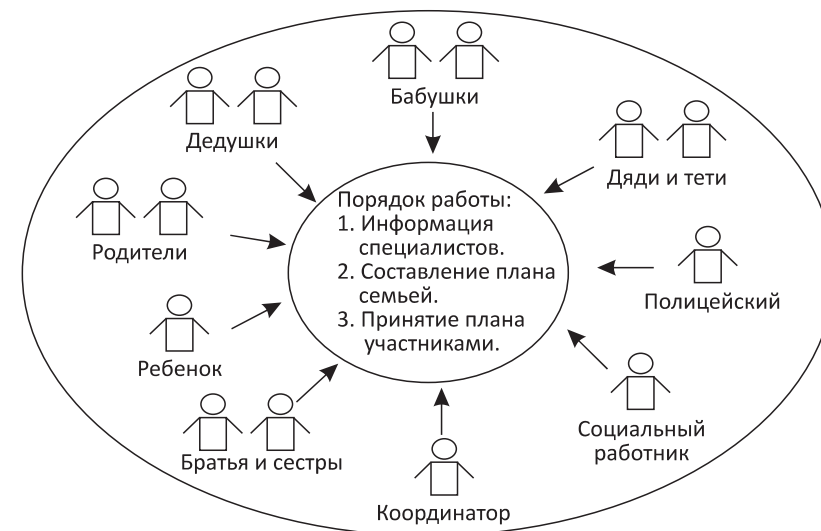 Бабушки
Дедушки
Дяди и тети
Родители
Порядок работы:
1. Информация
специалистов.
2. Составление плана
семьей.
3. Принятие плана
участниками.
Полицейский
Ребенок
Братья и сестры
Социальный
работник
Координатор